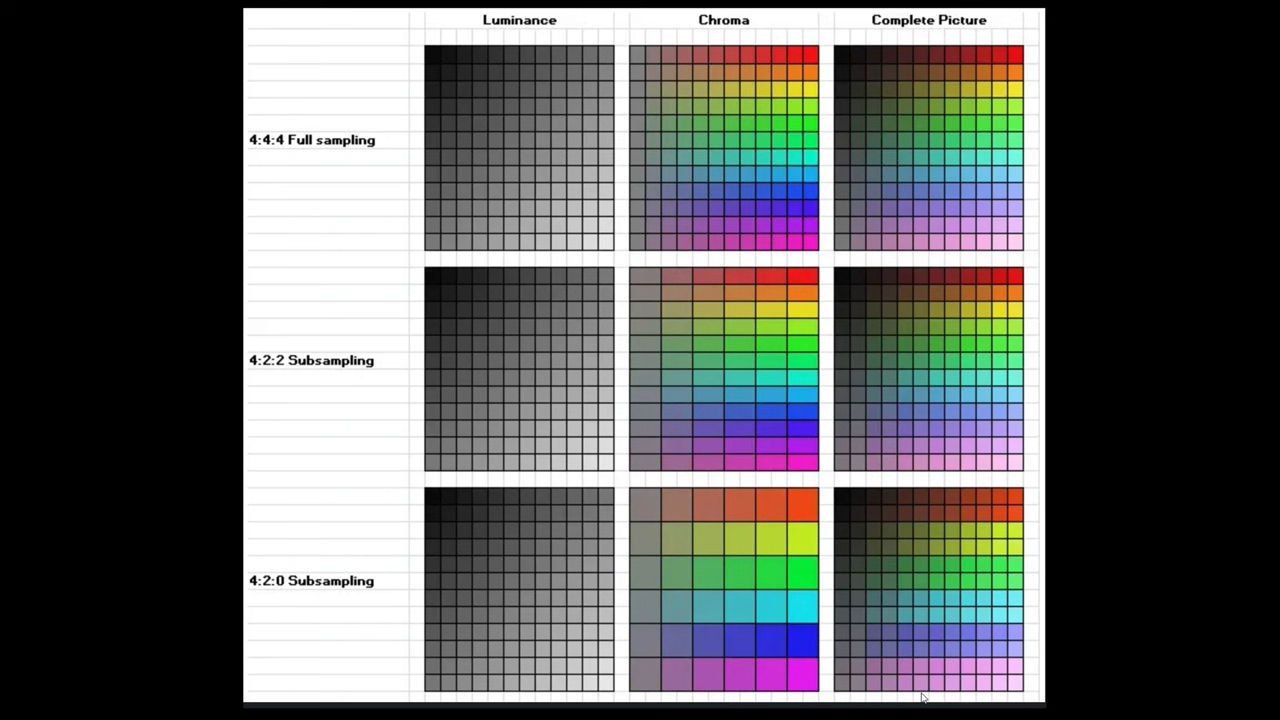 Luminance
Chroma
Complete Picture
4:4:4 Full sampling
4:2:2 Subsampling
4:2:0 Subsampling